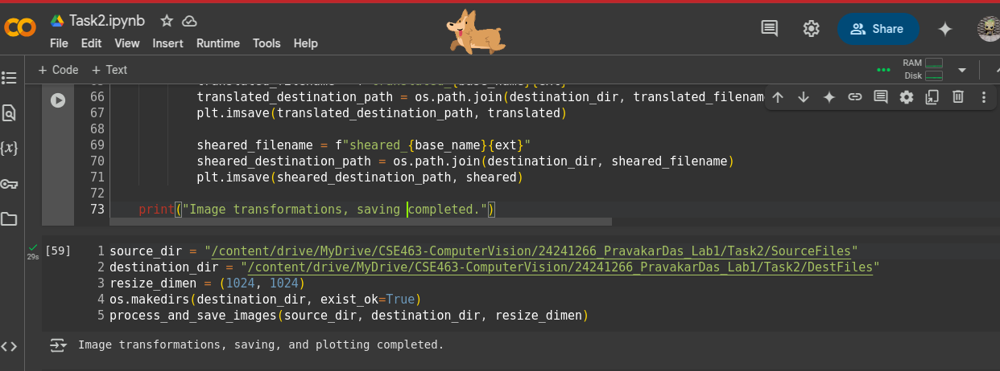 Task2.ipynb
File Edit View Insert Runtime Tools Help
Share
+ Code + Text
RAM
Disk
66 translated_destination_path = os.path.join(destination_dir, translated_filenam
67 plt.imsave(translated_destination_path, translated)
68
69 sheared_filename = f"sheared_{base_name}{ext}"
70 sheared_destination_path = os.path.join(destination_dir, sheared_filename)
71 plt.imsave(sheared_destination_path, sheared)
72
73 print("Image transformations, saving completed.")
[59] 1 source_dir = "/content/drive/MyDrive/CSE463-ComputerVision/24241266_PravakarDas_Lab1/Task2/SourceFiles"
29s 2 destination_dir = "/content/drive/MyDrive/CSE463-ComputerVision/24241266_PravakarDas_Lab1/Task2/DestFiles"
3 resize_dimen = (1024, 1024)
4 os.makedirs(destination_dir, exist_ok=True)
5 process_and_save_images(source_dir, destination_dir, resize_dimen)
Image transformations, saving, and plotting completed.